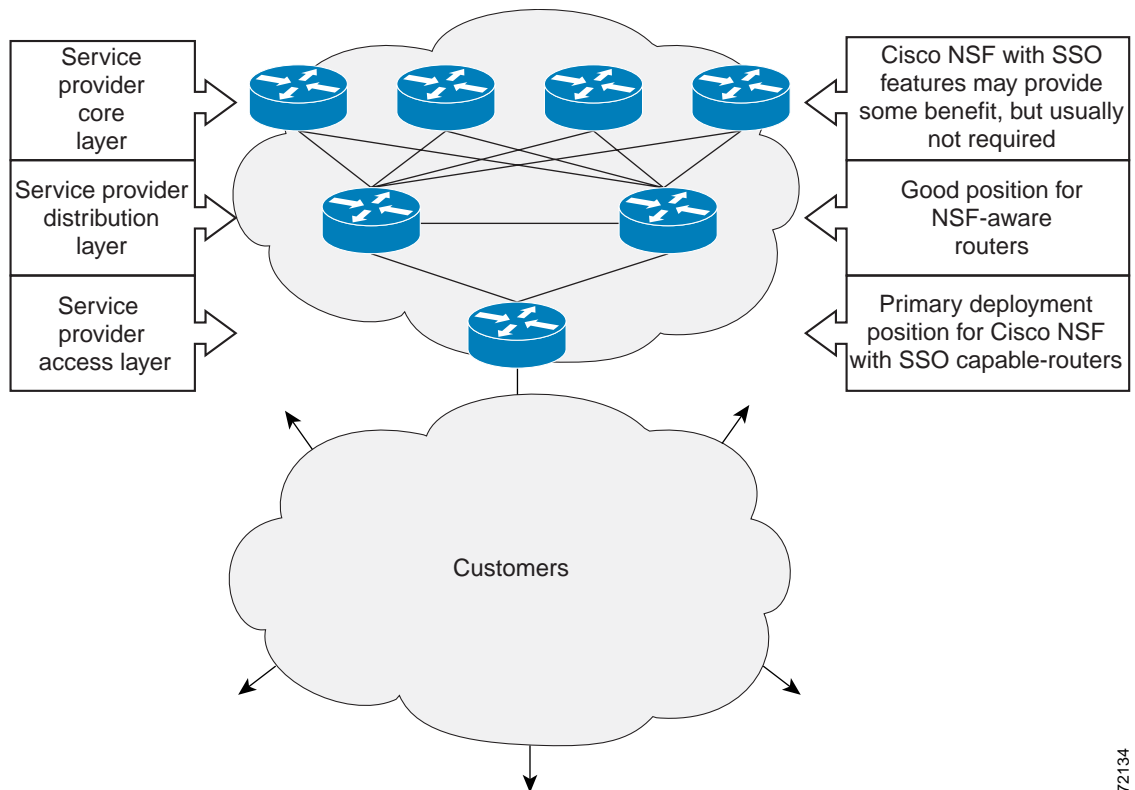 Service
provider
core
layer
Cisco NSF with SSO
features may provide
some benefit, but usually
not required
Service provider
distribution
layer
Good position for
NSF-aware
routers
Service
provider
access layer
Primary deployment
position for Cisco NSF
with SSO capable-routers
Customers
72134